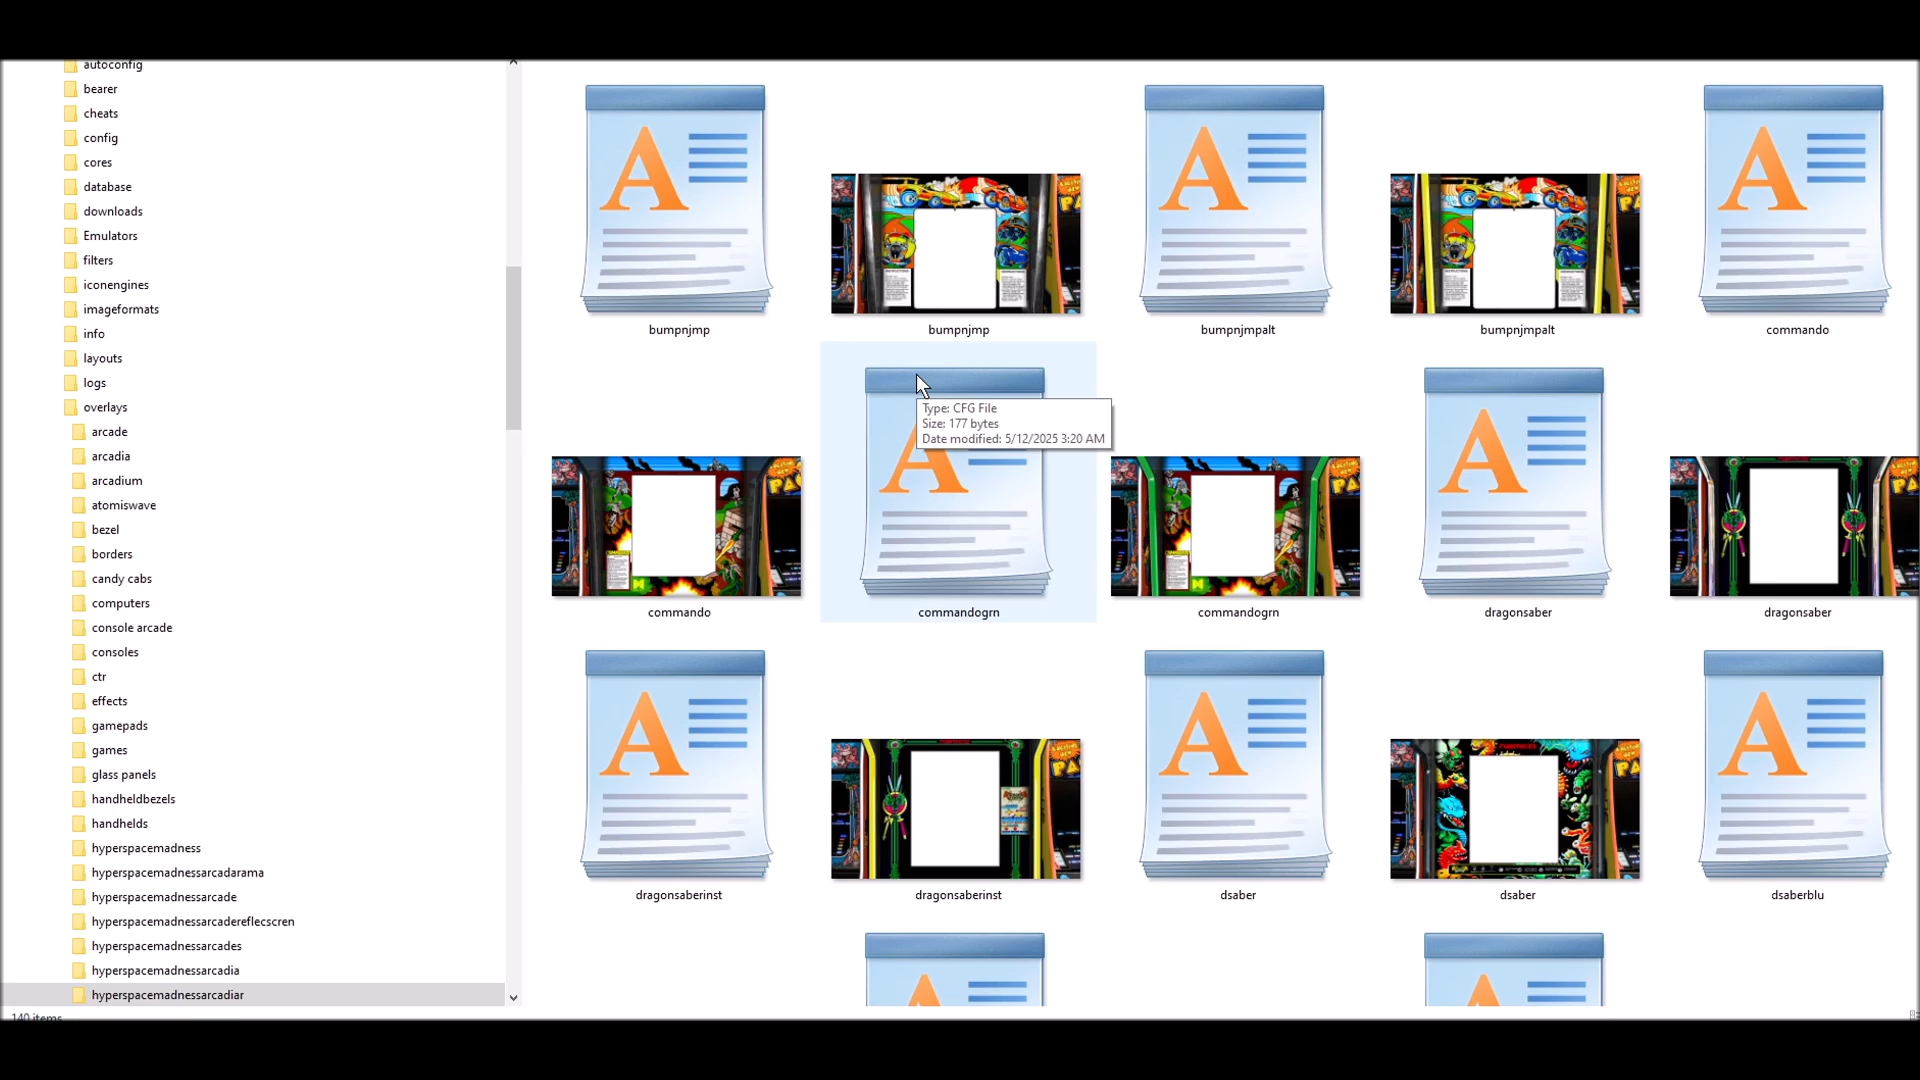 autoconfig
bearer
cheats
config
cores
database
downloads
Emulators
filters
iconengines
imageformats
info
layouts
logs
overlays
arcade
arcadia
arcadium
atomiswave
bezel
borders
candy cabs
computers
console arcade
consoles
ctr
effects
gamepads
games
glass panels
handheldbezels
handhelds
hyperspacemadness
hyperspacemadnessarcadarama
hyperspacemadnessarcade
hyperspacemadnessarcadereflecscren
hyperspacemadnessarcades
hyperspacemadnessarcadia
hyperspacemadnessarcadiar
140 items
bumpnjmp
bumpnjmp
bumpnjmpalt
bumpnjmpalt
commando
Type: CFG File
Size: 177 bytes
Date modified: 5/12/2025 3:20 AM
commando
commandogrn
commandogrn
dragonsaber
dragonsaber
dragonsaberinst
dragonsaberinst
dsaber
dsaber
dsaberblu